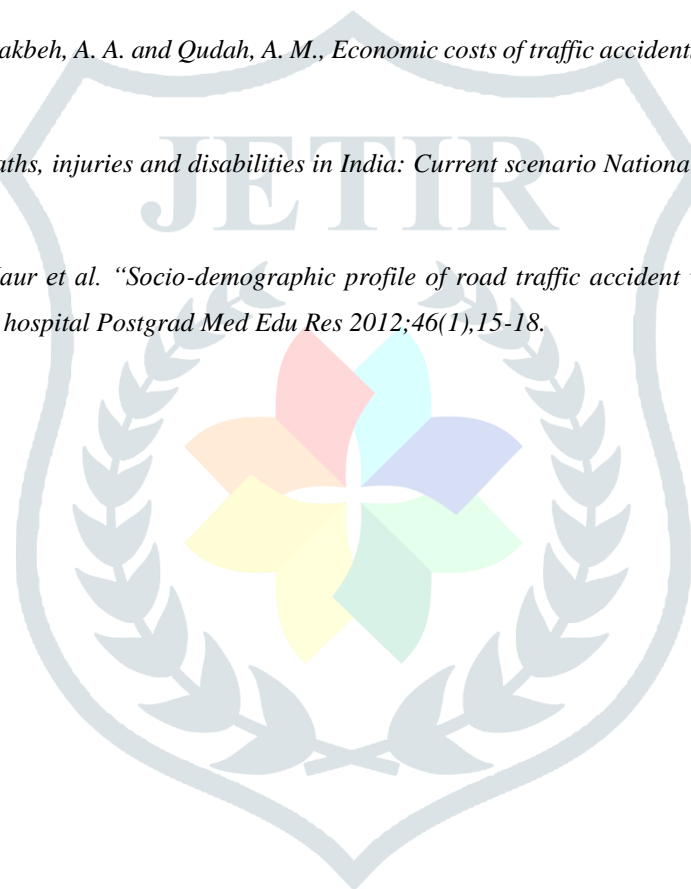 akbeh, A. A. and Qudah, A. M., Economic costs of traffic accident
JETIR
aths, injuries and disabilities in India: Current scenario Nationa
aur et al. “Socio-demographic profile of road traffic accident
hospital Postgrad Med Edu Res 2012;46(1),15-18.